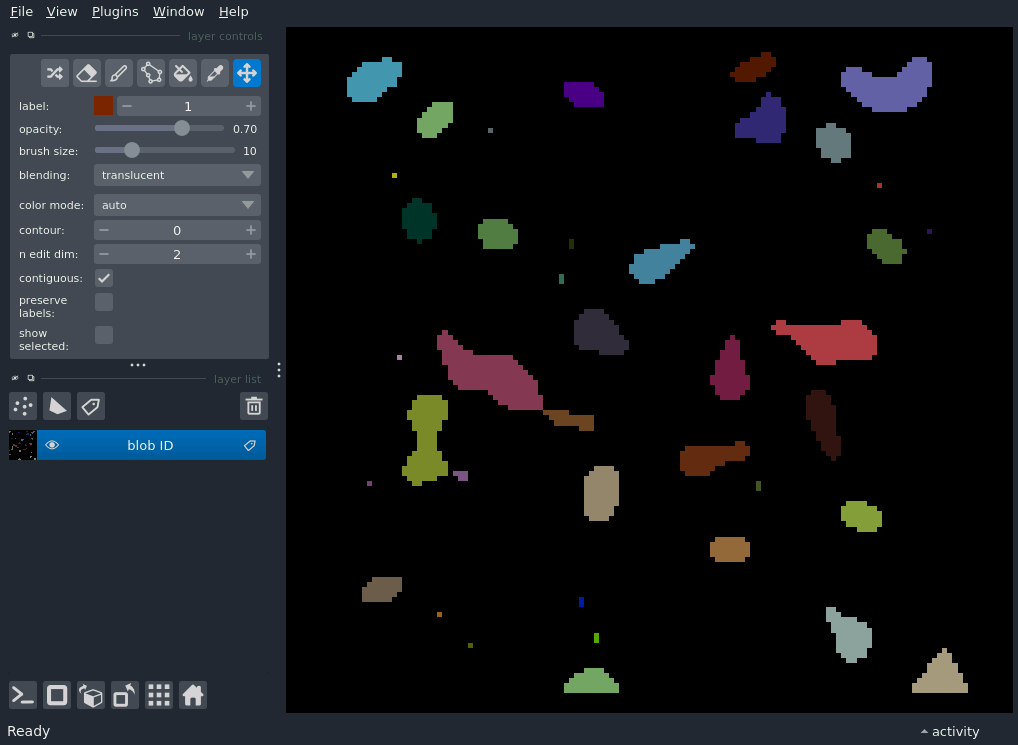 File View Plugins Window Help
layer controls
label: 1
opacity: 0.70
brush size: 10
blending: translucent
color mode: auto
contour: 0
n edit dim: 2
contiguous:
preserve
labels:
show
selected:
layer list
blob ID
Ready
activity